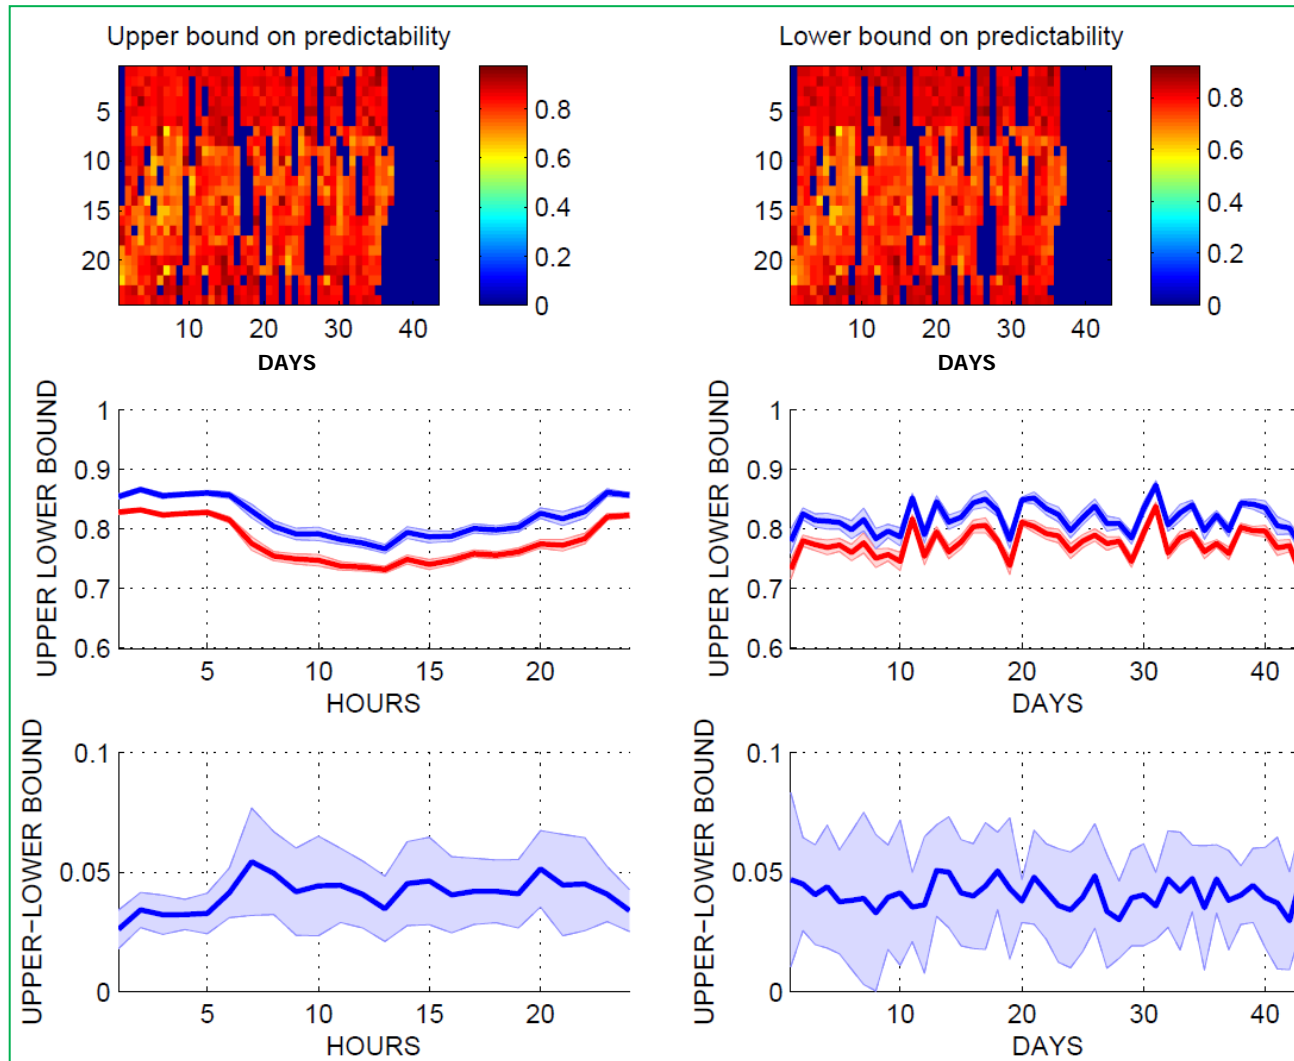 Upper bound on predictability
Lower bound on predictability
5
10
15
20
10 20 30 40
DAYS
0.8
0.6
0.4
0.2
0
5
10
15
20
10 20 30 40
DAYS
0.8
0.6
0.4
0.2
0
UPPER LOWER BOUND
1
0.9
0.8
0.7
0.6
5 10 15 20
HOURS
UPPER LOWER BOUND
1
0.9
0.8
0.7
0.6
10 20 30 40
DAYS
UPPER-LOWER BOUND
0.1
0.05
0
5 10 15 20
HOURS
UPPER-LOWER BOUND
0.1
0.05
0
10 20 30 40
DAYS